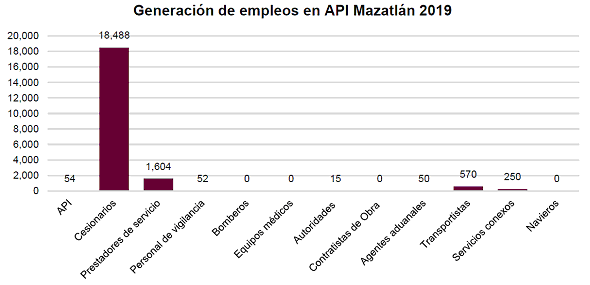 Generación de empleos en API Mazatlán 2019
20,000
18,000
16,000
14,000
12,000
10,000
8,000
6,000
4,000
2,000
0
54
18,488
1,604
52
0
0
15
0
50
570
250
0
API
Cesionarios
Prestadores de servicio
Personal de vigilancia
Bomberos
Equipos médicos
Autoridades
Contratistas de Obra
Agentes aduanales
Transportistas
Servicios conexos
Navieros